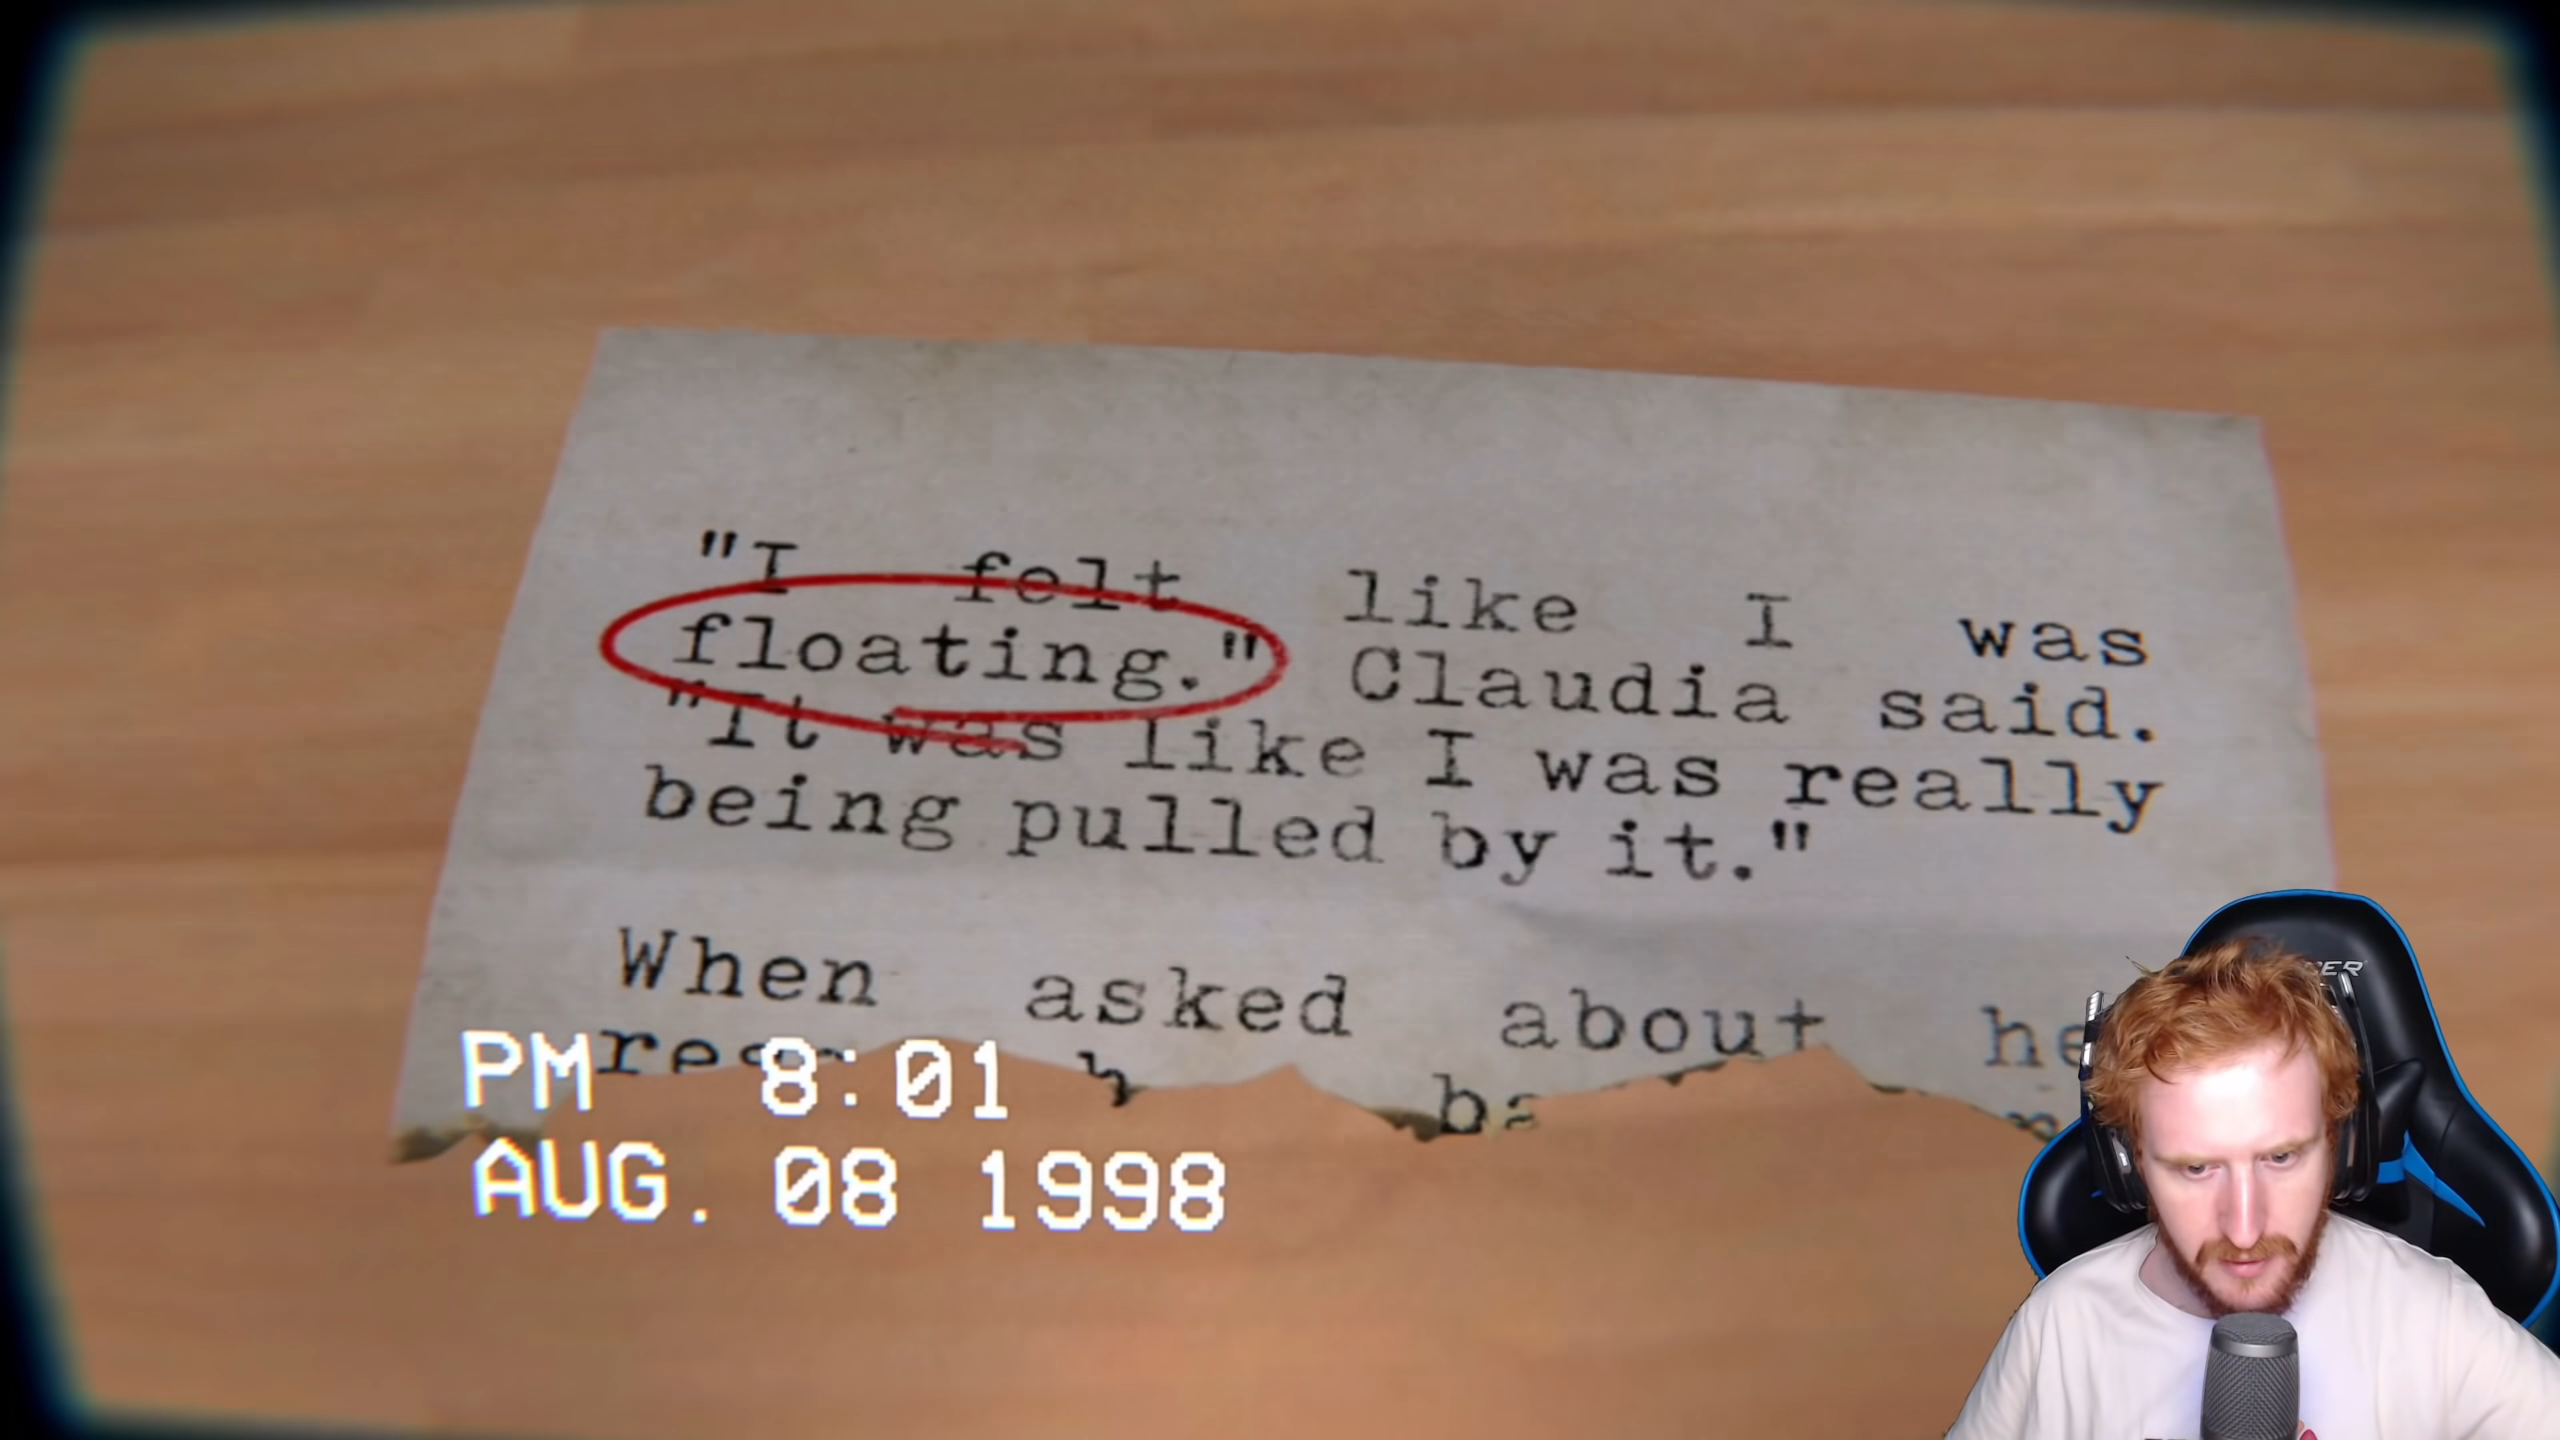 "I felt like I was
floating." Claudia said.
"It was like I was really
being pulled by it."
When asked about
PM 8:01
AUG. 08 1998